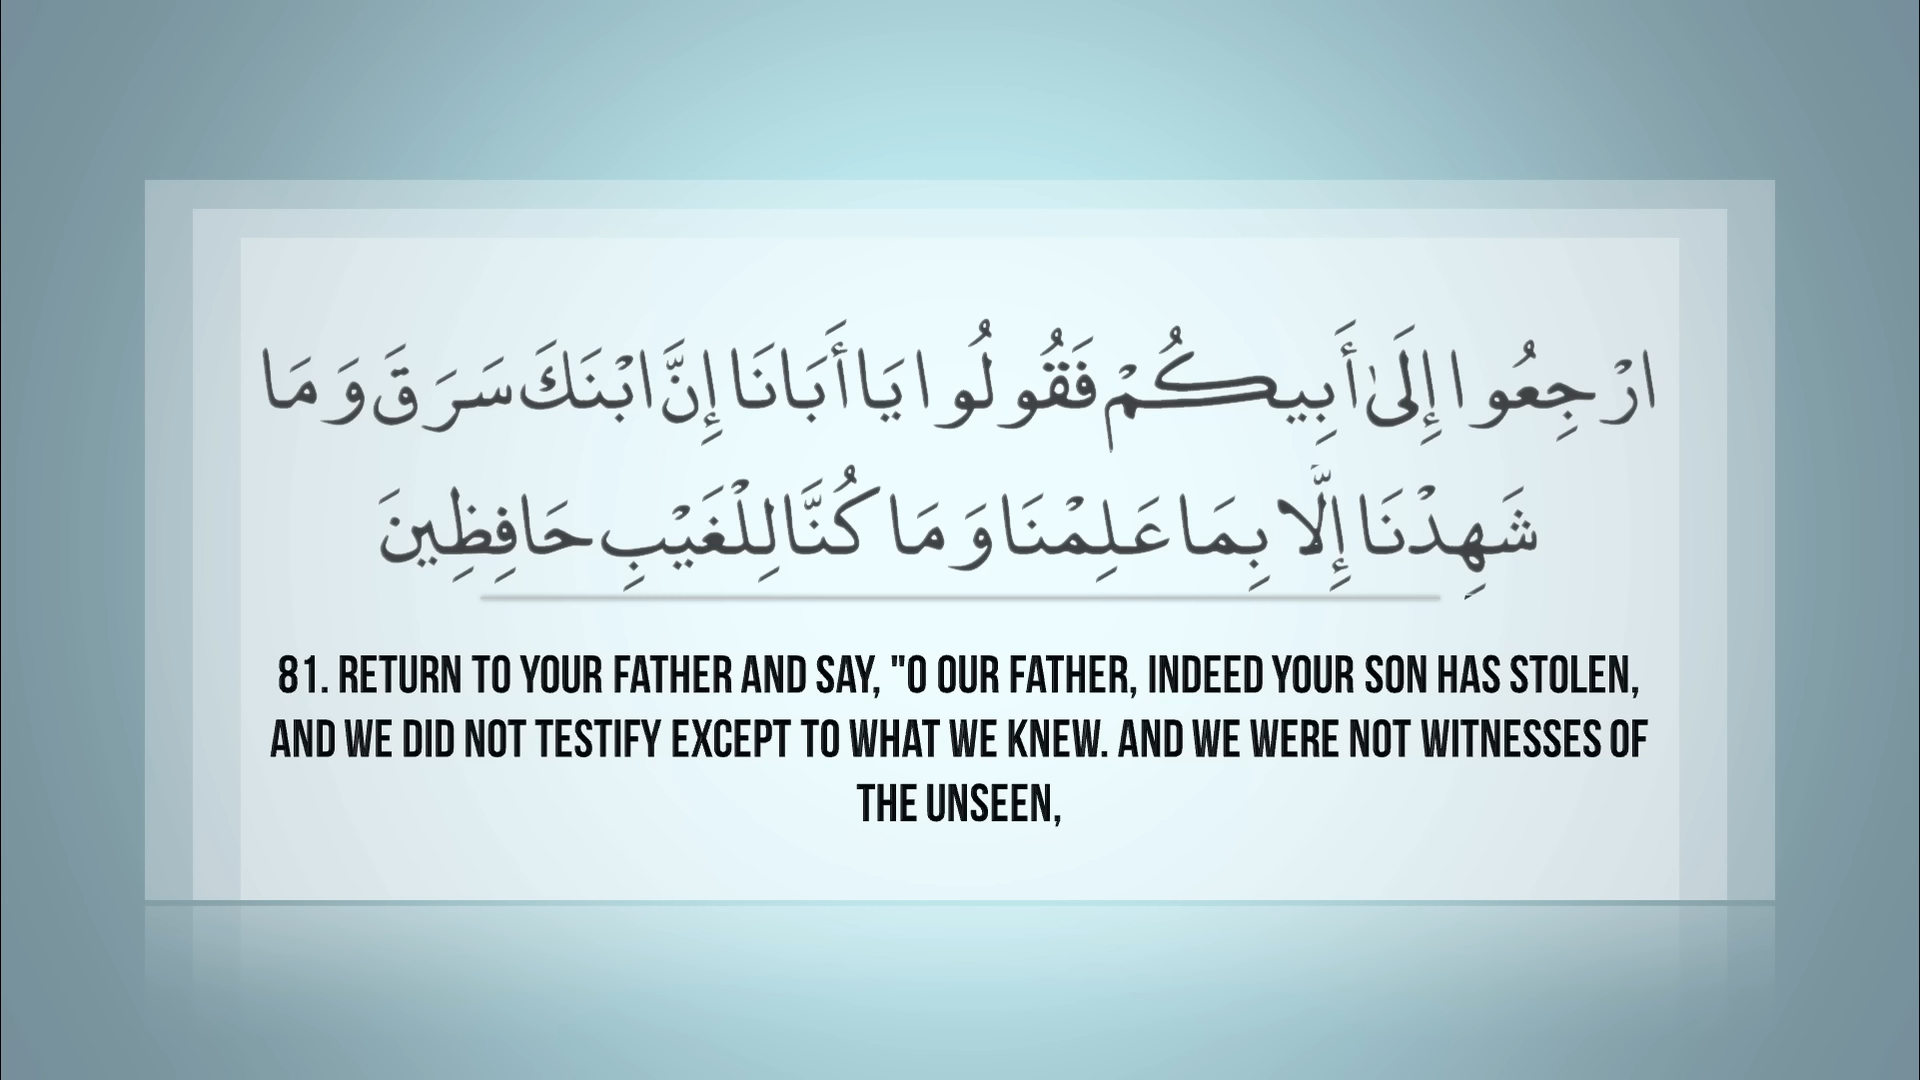 ارْجِعُوا إِلَىٰ أَبِيكُمْ فَقُولُوا يَا أَبَانَا إِنَّ ابْنَكَ سَرَقَ وَمَا
شَهِدْنَا إِلَّا بِمَا عَلِمْنَا وَمَا كُنَّا لِلْغَيْبِ حَافِظِينَ
81. RETURN TO YOUR FATHER AND SAY, "O OUR FATHER, INDEED YOUR SON HAS STOLEN,
AND WE DID NOT TESTIFY EXCEPT TO WHAT WE KNEW. AND WE WERE NOT WITNESSES OF
THE UNSEEN,